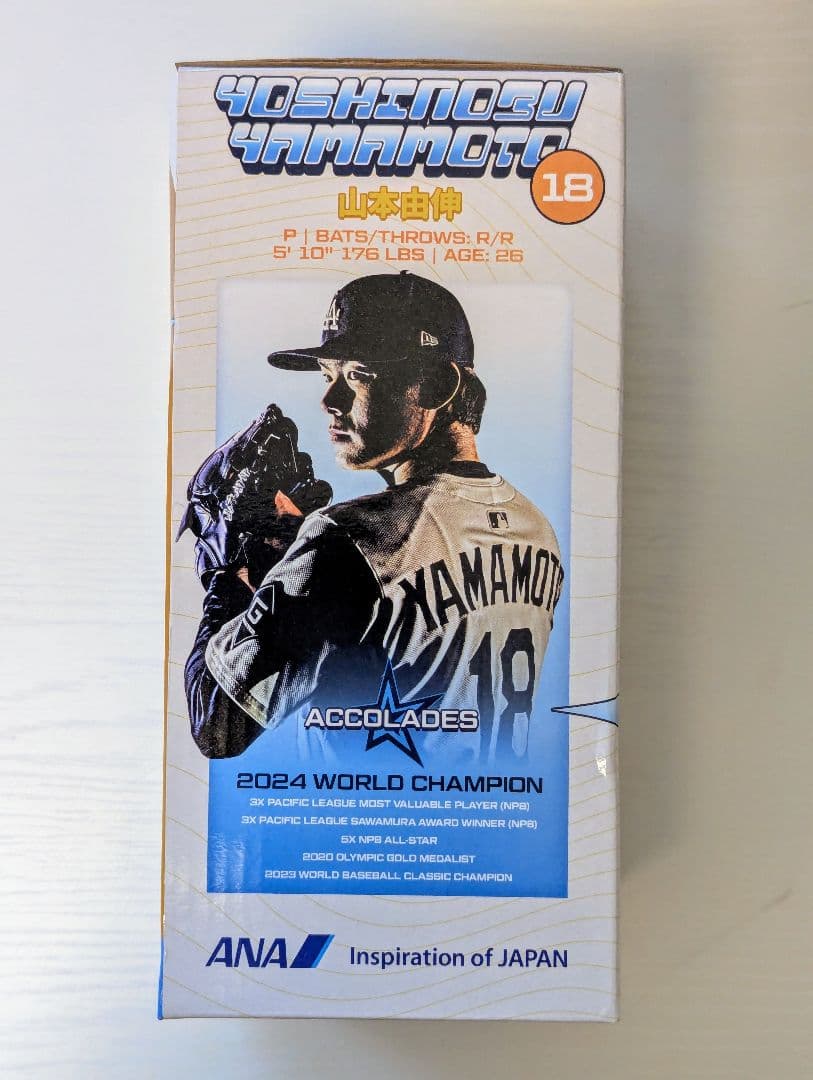 YOSHINOBU
YAMAMOTO
18
山本由伸
P | BATS/THROWS: R/R
5' 10" 176 LBS | AGE: 26
LA
YAMAMOTO
18
ACCOLADES
2024 WORLD CHAMPION
3X PACIFIC LEAGUE MOST VALUABLE PLAYER (NPB)
3X PACIFIC LEAGUE SAWAMURA AWARD WINNER (NPB)
5X NPB ALL-STAR
2020 OLYMPIC GOLD MEDALIST
2023 WORLD BASEBALL CLASSIC CHAMPION
ANA Inspiration of JAPAN